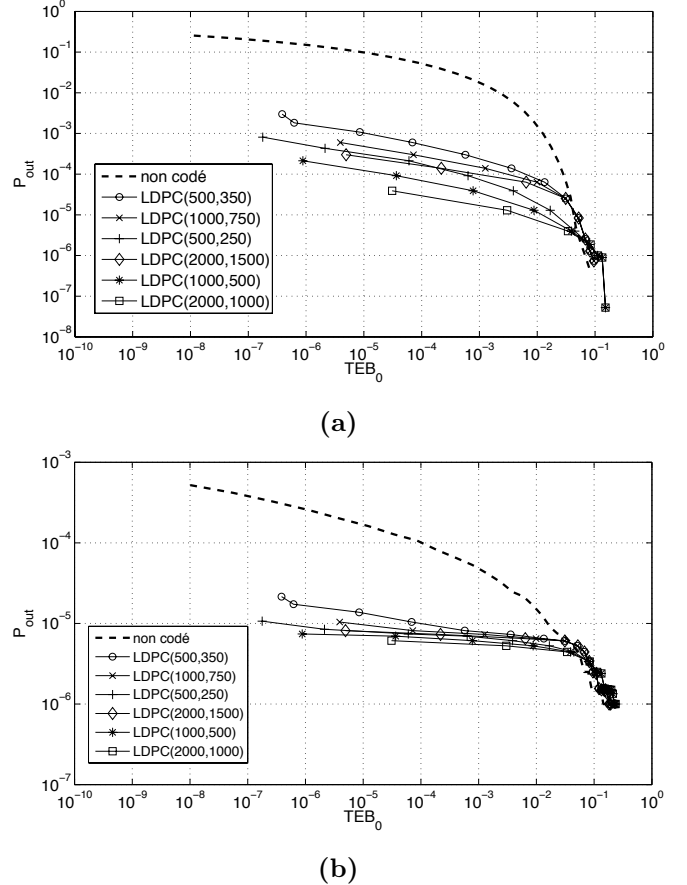 10^0
10^-1
10^-2
10^-3
10^-4
10^-5
10^-6
10^-7
10^-8
P_out
non codé
LDPC(500,350)
LDPC(1000,750)
LDPC(500,250)
LDPC(2000,1500)
LDPC(1000,500)
LDPC(2000,1000)
10^-10 10^-9 10^-8 10^-7 10^-6 10^-5 10^-4 10^-3 10^-2 10^-1 10^0
TEB_0
(a)
10^-3
10^-4
10^-5
10^-6
10^-7
P_out
non codé
LDPC(500,350)
LDPC(1000,750)
LDPC(500,250)
LDPC(2000,1500)
LDPC(1000,500)
LDPC(2000,1000)
10^-10 10^-9 10^-8 10^-7 10^-6 10^-5 10^-4 10^-3 10^-2 10^-1 10^0
TEB_0
(b)